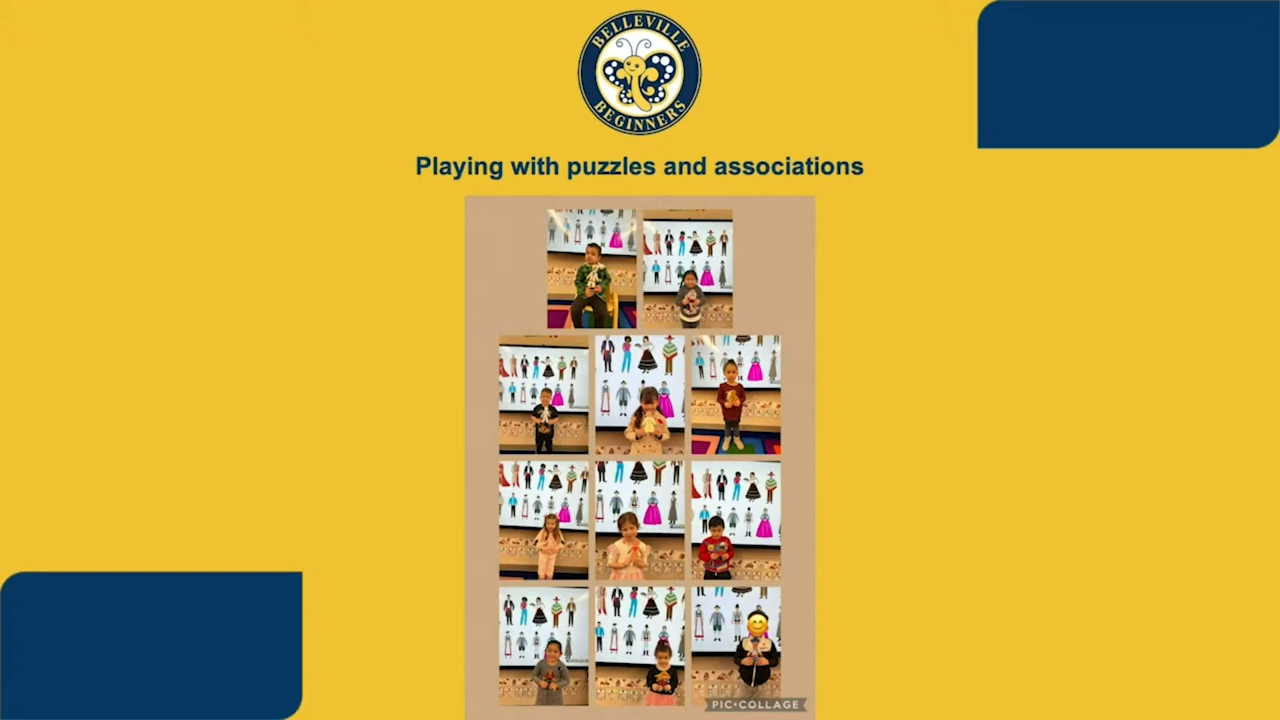 BELLEVILLE
BEGINNERS
Playing with puzzles and associations
PIC•COLLAGE